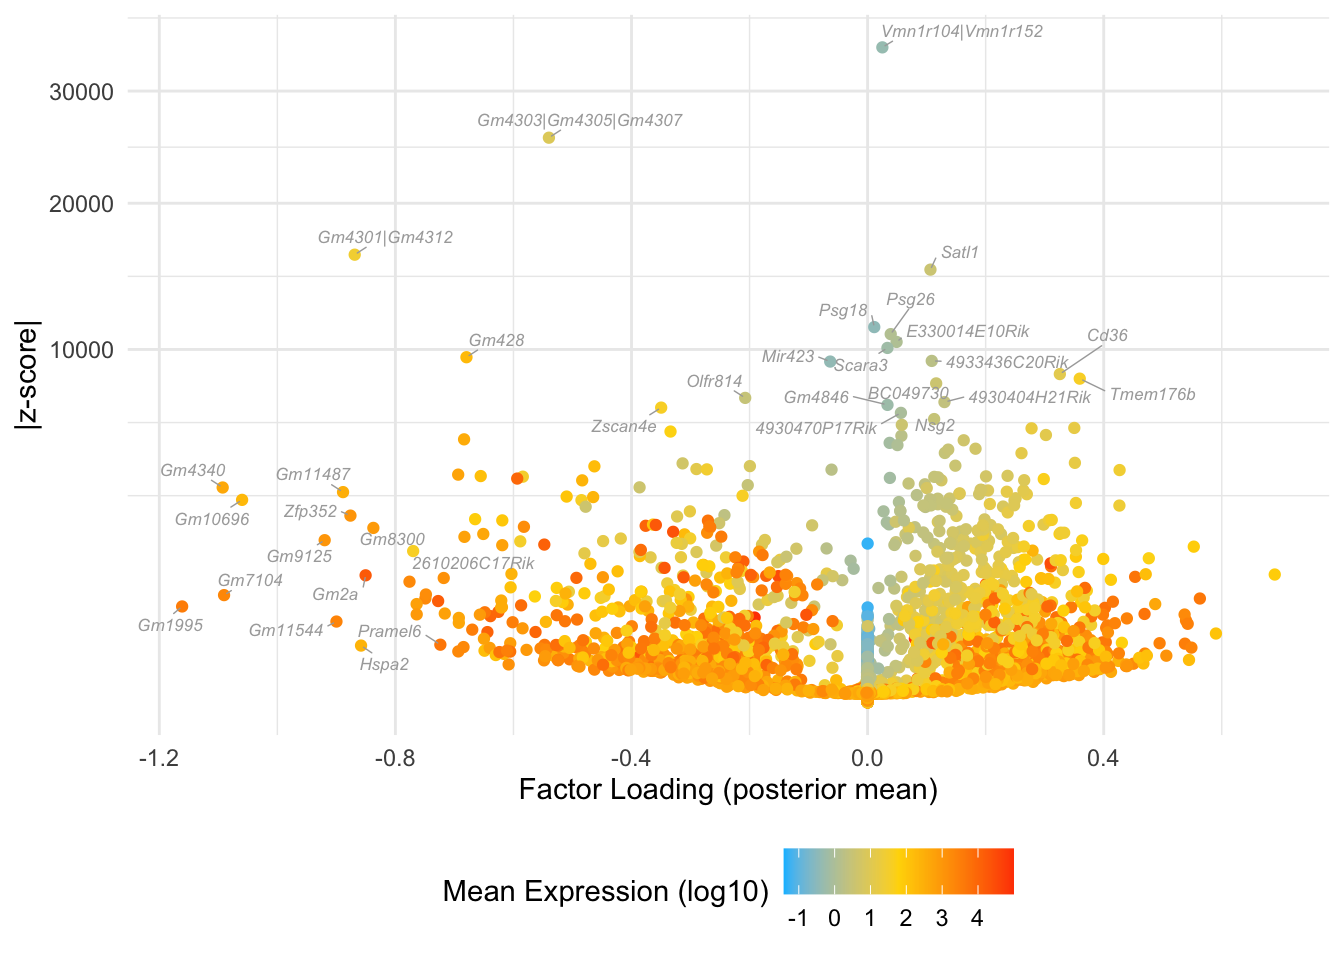 Vmn1r104|Vmn1r152
30000
Gm4303|Gm4305|Gm4307
20000
Gm4301|Gm4312
Satl1
Psg26
Psg18
E330014E10Rik
Cd36
Gm428
10000
Mir423
Scara3
4933436C20Rik
Olfr814
Gm4846
BC049730
4930404H21Rik
Tmem176b
Zscan4e
4930470P17Rik
Nsg2
|z-score|
Gm4340
Gm11487
Gm10696
Zfp352
Gm8300
Gm9125
2610206C17Rik
Gm7104
Gm2a
Gm1995
Gm11544
Pramel6
Hspa2
-1.2
-0.8
-0.4
0.0
0.4
Factor Loading (posterior mean)
Mean Expression (log10)
-1 0 1 2 3 4